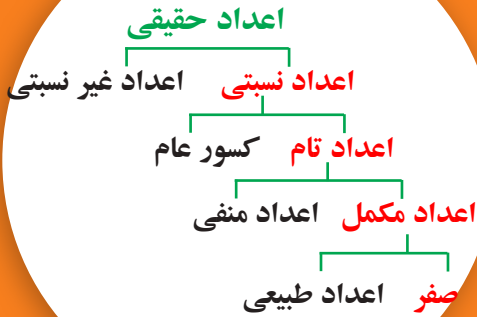 اعداد حقیقی
اعداد نسبتی اعداد غیر نسبتی
اعداد تام کسور عام
اعداد مکمل اعداد منفی
صفر اعداد طبیعی